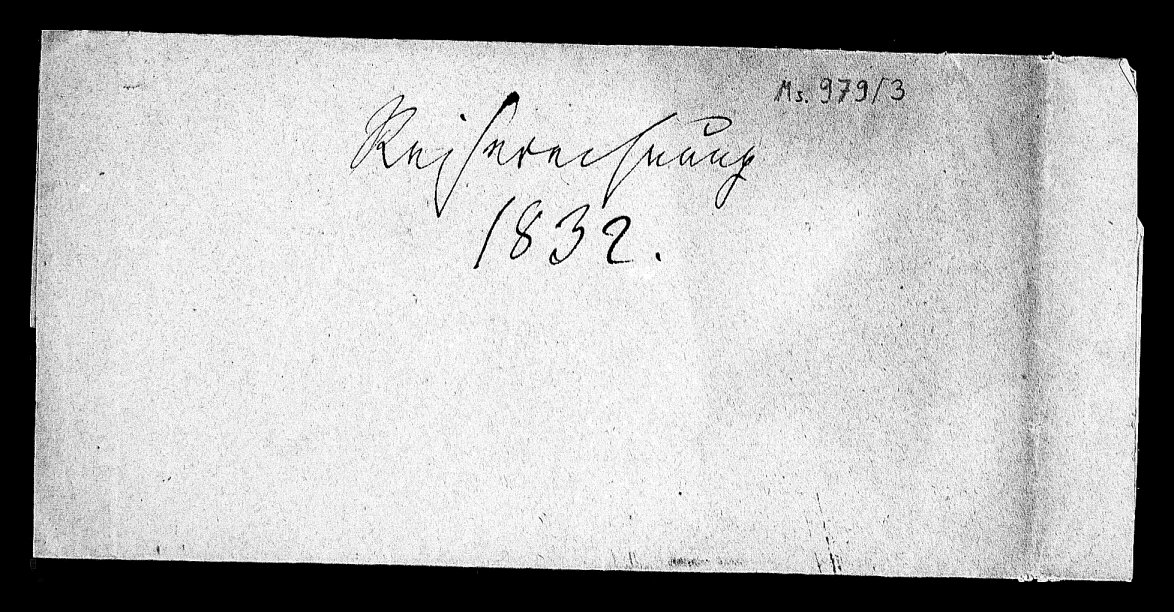 Ms. 979/3
Reiserechnung
1832.